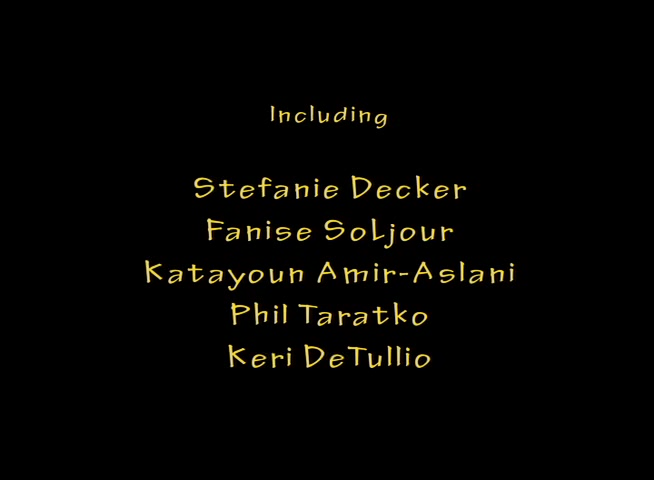 Including
Stefanie Decker
Fanise SoLjour
Katayoun Amir-Aslani
Phil Taratko
Keri DeTullio